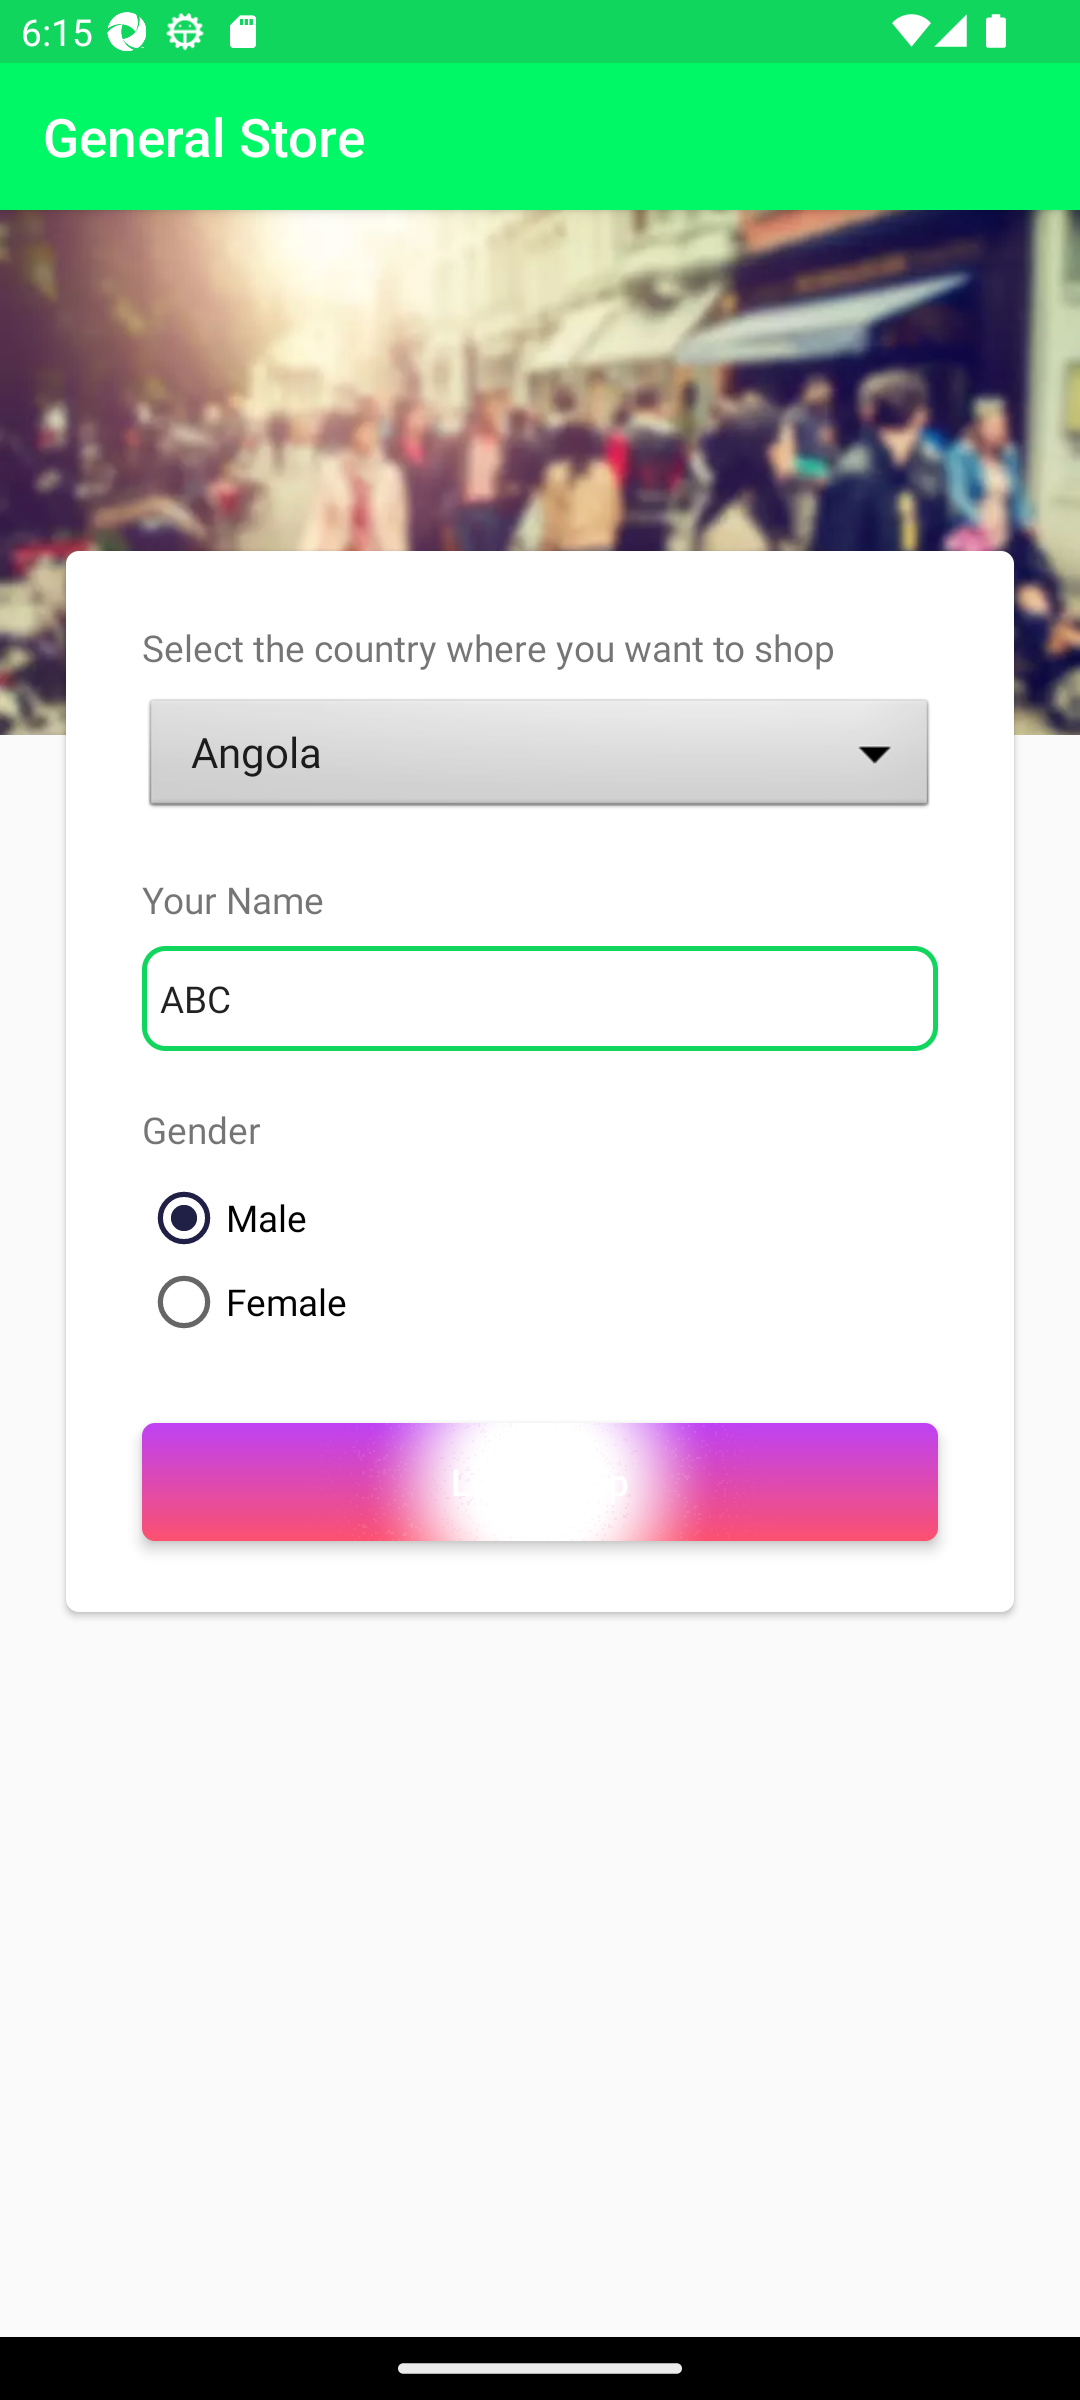 6:15
General Store
Select the country where you want to shop
Angola
Your Name
ABC
Gender
Male
Female